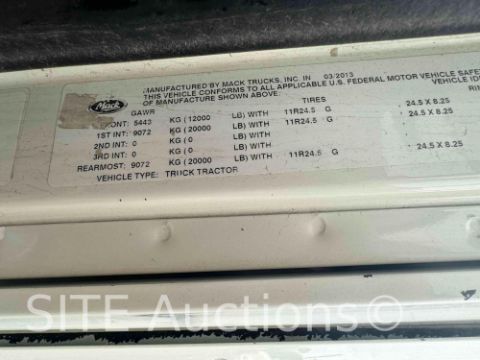 MANUFACTURED BY MACK TRUCKS, INC. IN 03/2013
THIS VEHICLE CONFORMS TO ALL APPLICABLE U.S. FEDERAL MOTOR VEHICLE SAFE
OF MANUFACTURE SHOWN ABOVE.
Mack
GAWR TIRES RI
ONT: 5443 KG (12000 LB) WITH 11R24.5 G 24.5 X 8.25
1ST INT: 9072 KG (20000 LB) WITH 11R24.5 G 24.5 X 8.25
2ND INT: 0 KG (0 LB) WITH
3RD INT: 0 KG (0 LB) WITH
REARMOST: 9072 KG (20000 LB) WITH 11R24.5 G 24.5 X 8.25
VEHICLE TYPE: TRUCK TRACTOR
VEHICLE IDE
SITE Auctions©